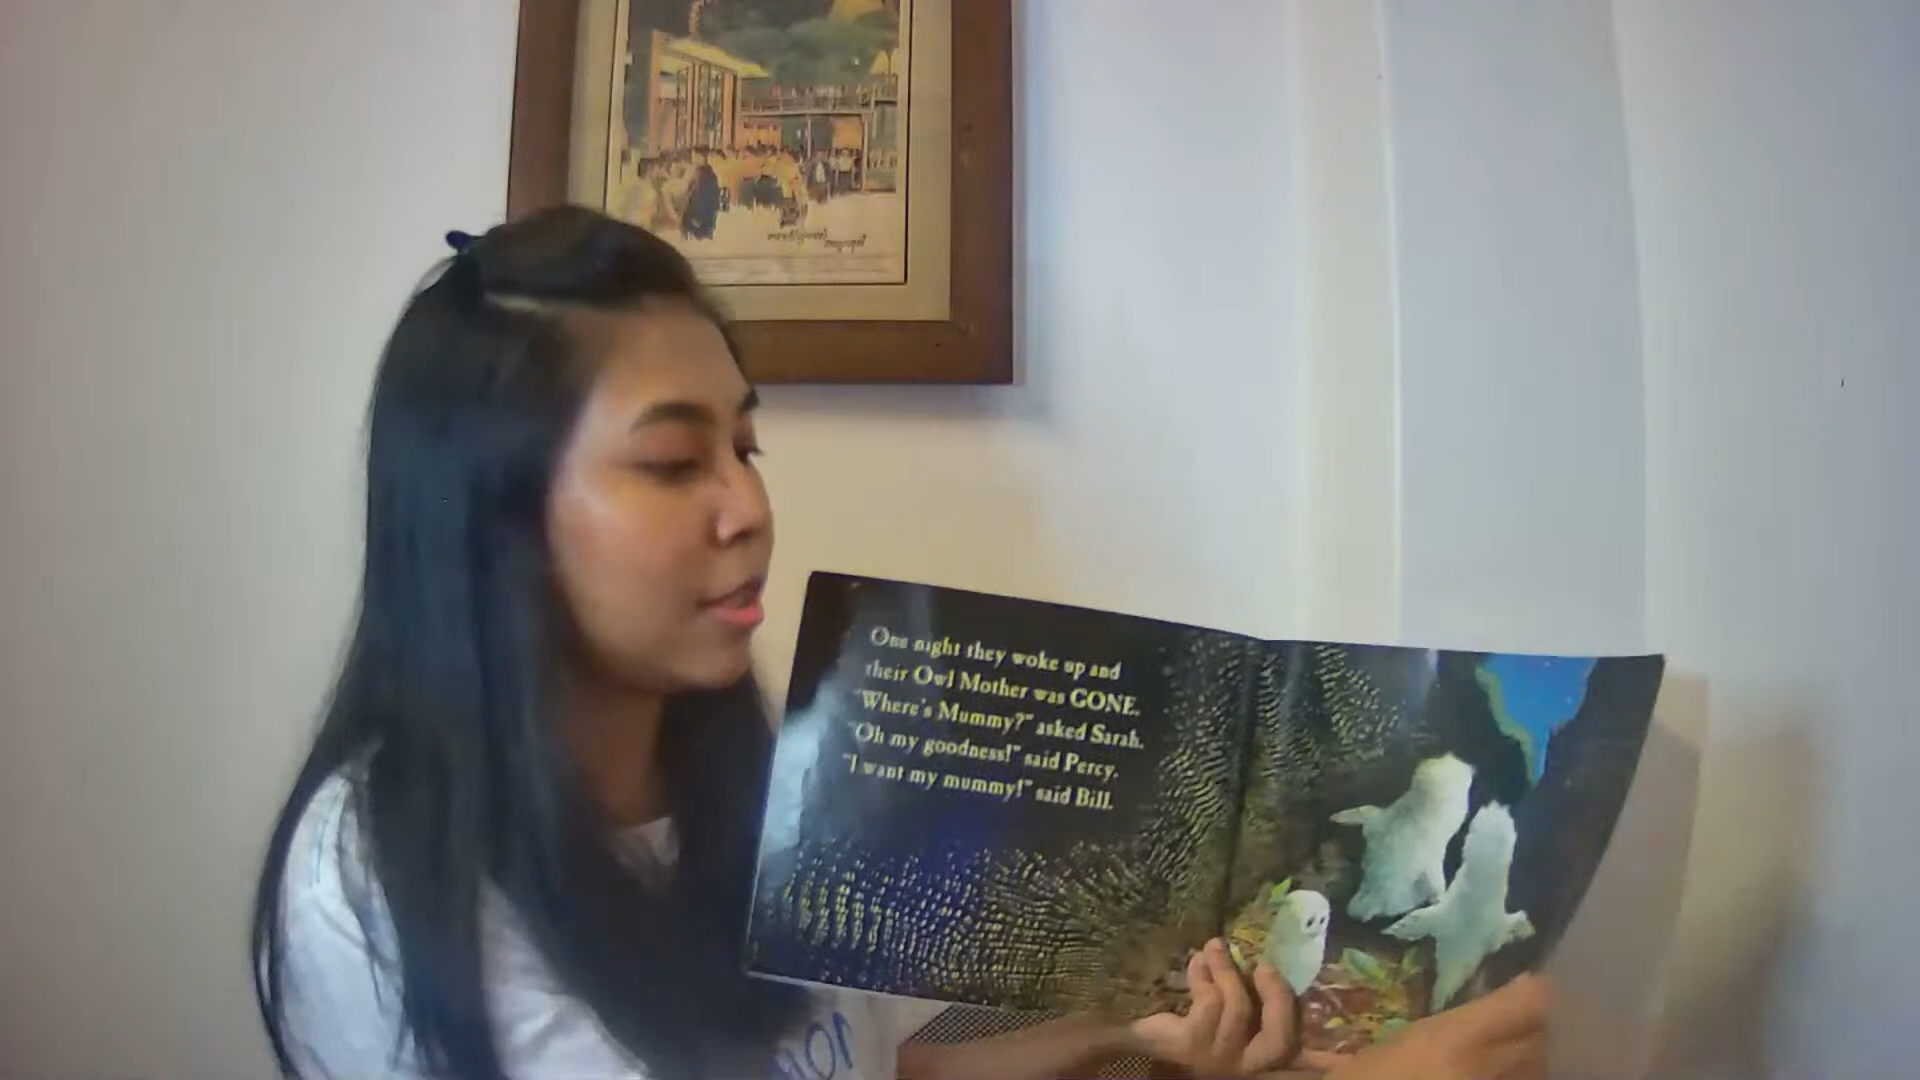 One night they woke up and
their Owl Mother was GONE.
"Where's Mummy?" asked Sarah.
"Oh my goodness!" said Percy.
"I want my mummy!" said Bill.